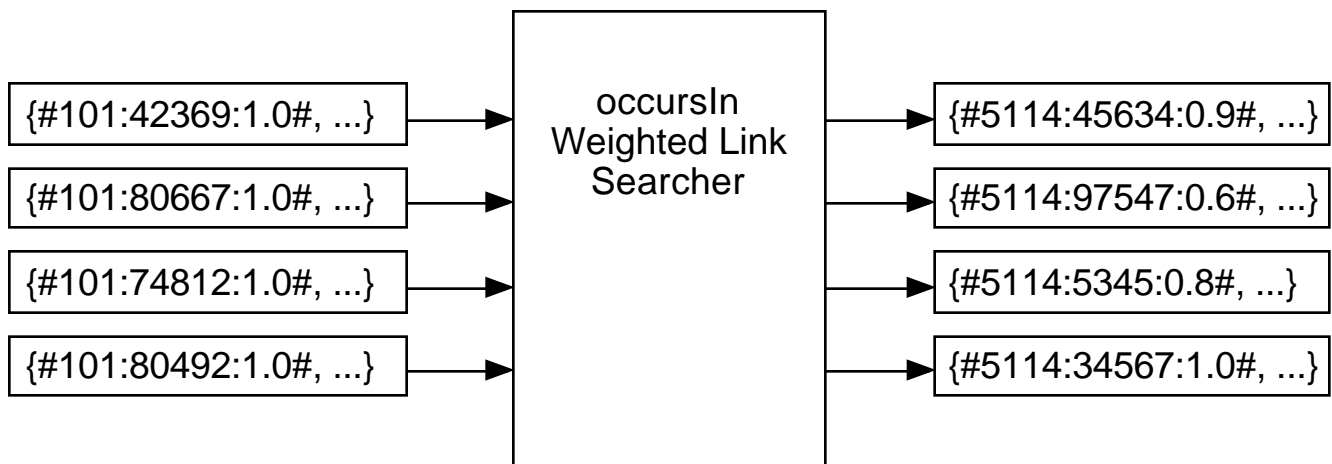 {#101:42369:1.0#, ...}
{#101:80667:1.0#, ...}
{#101:74812:1.0#, ...}
{#101:80492:1.0#, ...}
occursIn
Weighted Link
Searcher
{#5114:45634:0.9#, ...}
{#5114:97547:0.6#, ...}
{#5114:5345:0.8#, ...}
{#5114:34567:1.0#, ...}